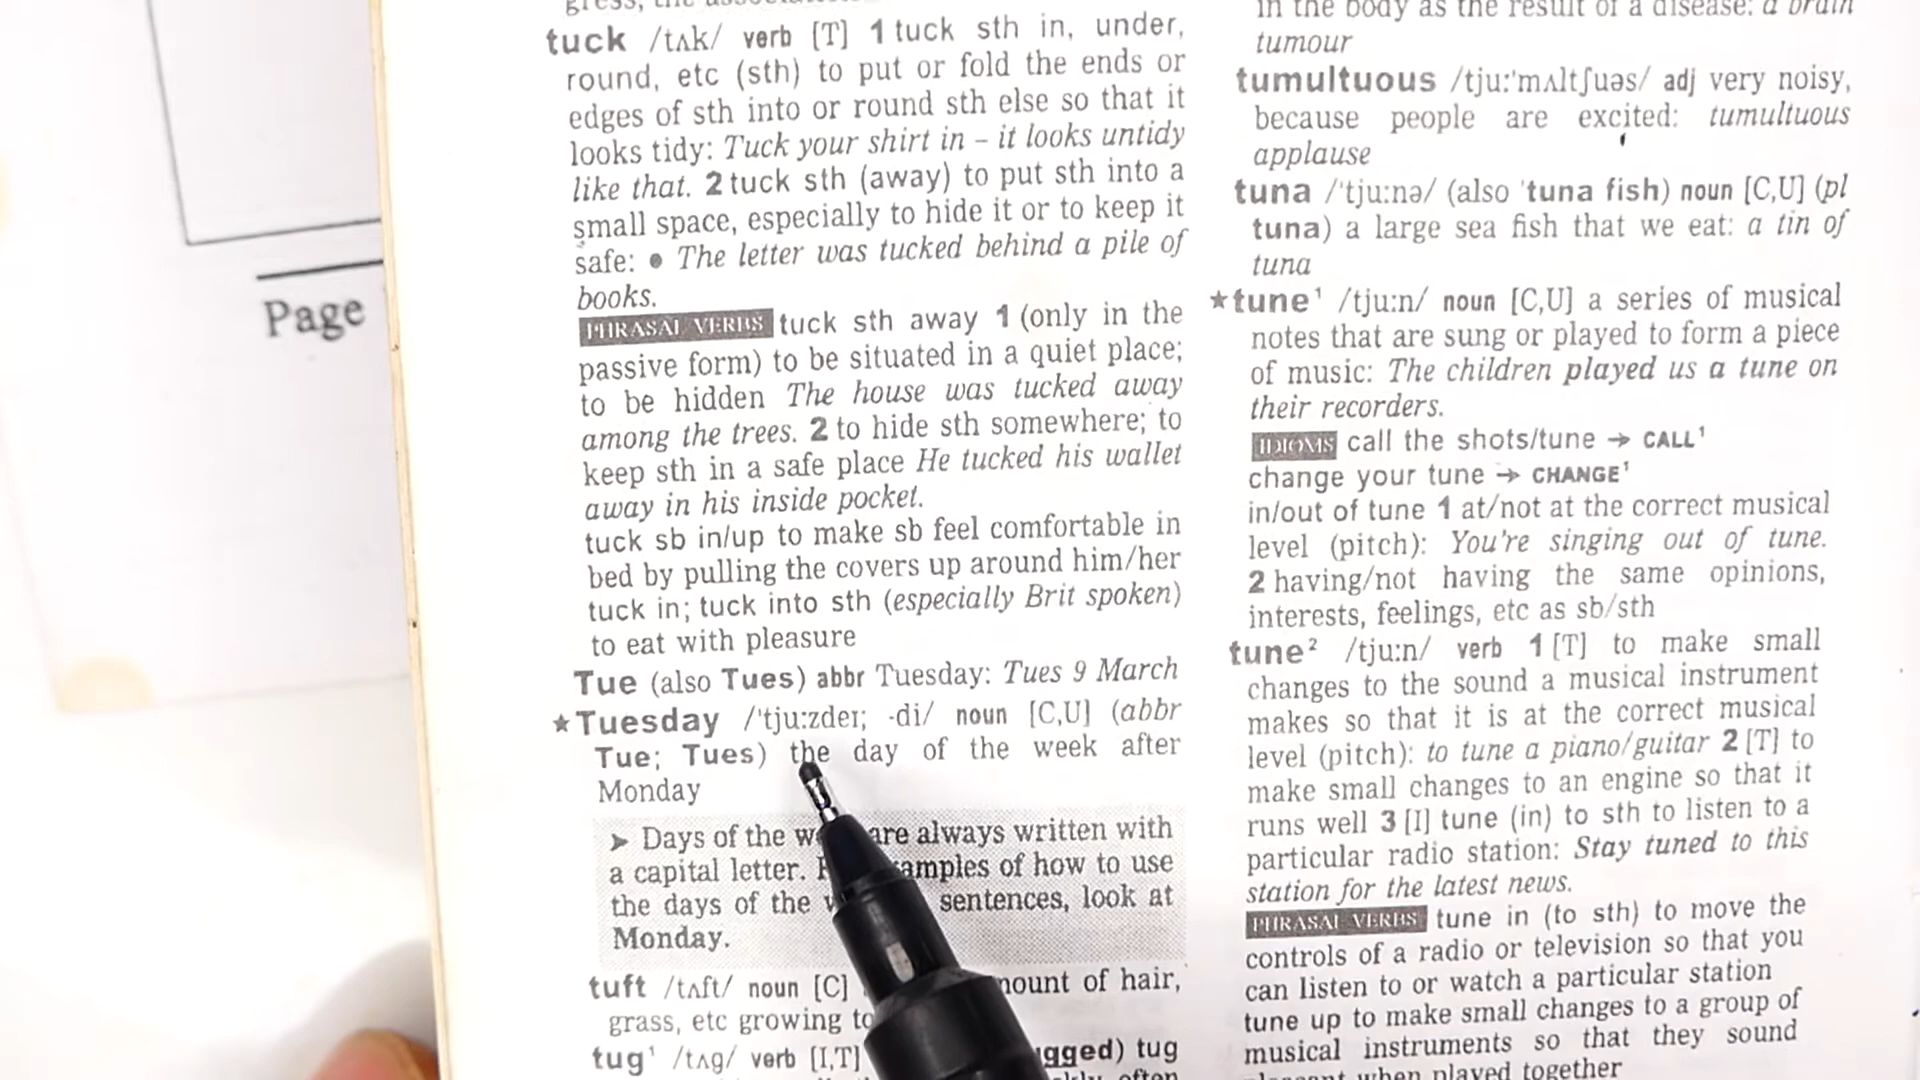 Page
tuck /tʌk/ verb [T] 1 tuck sth in, under,
round, etc (sth) to put or fold the ends or
edges of sth into or round sth else so that it
looks tidy: Tuck your shirt in – it looks untidy
like that. 2 tuck sth (away) to put sth into a
small space, especially to hide it or to keep it
safe: ● The letter was tucked behind a pile of
books.
PHRASAL VERBS tuck sth away 1 (only in the
passive form) to be situated in a quiet place;
to be hidden The house was tucked away
among the trees. 2 to hide sth somewhere; to
keep sth in a safe place He tucked his wallet
away in his inside pocket.
tuck sb in/up to make sb feel comfortable in
bed by pulling the covers up around him/her
tuck in; tuck into sth (especially Brit spoken)
to eat with pleasure
Tue (also Tues) abbr Tuesday: Tues 9 March
★Tuesday /ˈtjuːzdeɪ; -di/ noun [C,U] (abbr
Tue; Tues) the day of the week after
Monday
➤ Days of the are always written with
a capital letter. of how to use
the days of the sentences, look at
Monday.
tuft /tʌft/ noun [C] of hair,
grass, etc growing
tug¹ /tʌg/ verb [I,T] tug
often
in the body as the result of a disease: a brain
tumour
tumultuous /tjuːˈmʌltʃuəs/ adj very noisy,
because people are excited: tumultuous
applause
tuna /ˈtjuːnə/ (also ˈtuna fish) noun [C,U] (pl
tuna) a large sea fish that we eat: a tin of
tuna
★tune¹ /tjuːn/ noun [C,U] a series of musical
notes that are sung or played to form a piece
of music: The children played us a tune on
their recorders.
IDIOMS call the shots/tune → CALL¹
change your tune → CHANGE¹
in/out of tune 1 at/not at the correct musical
level (pitch): You're singing out of tune.
2 having/not having the same opinions,
interests, feelings, etc as sb/sth
tune² /tjuːn/ verb 1 [T] to make small
changes to the sound a musical instrument
makes so that it is at the correct musical
level (pitch): to tune a piano/guitar 2 [T] to
make small changes to an engine so that it
runs well 3 [I] tune (in) to sth to listen to a
particular radio station: Stay tuned to this
station for the latest news.
PHRASAL VERBS tune in (to sth) to move the
controls of a radio or television so that you
can listen to or watch a particular station
tune up to make small changes to a group of
musical instruments so that they sound
when played together